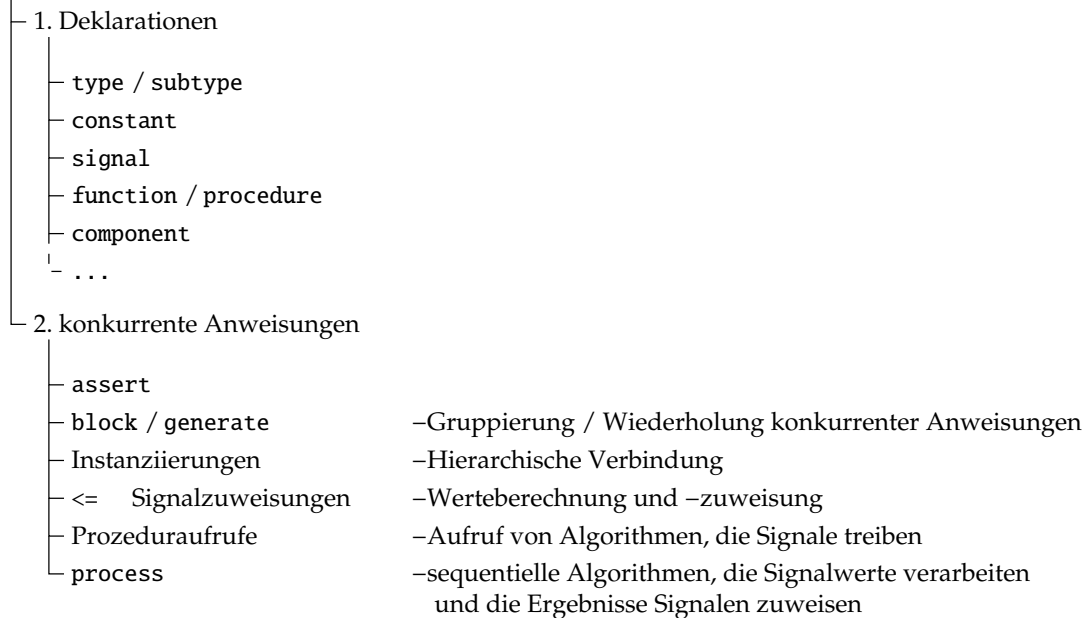 1. Deklarationen
type / subtype
constant
signal
function / procedure
component
...
2. konkurrente Anweisungen
assert
block / generate −Gruppierung / Wiederholung konkurrenter Anweisungen
Instanziierungen −Hierarchische Verbindung
<= Signalzuweisungen −Werteberechnung und −zuweisung
Prozeduraufrufe −Aufruf von Algorithmen, die Signale treiben
process −sequentielle Algorithmen, die Signalwerte verarbeiten
und die Ergebnisse Signalen zuweisen